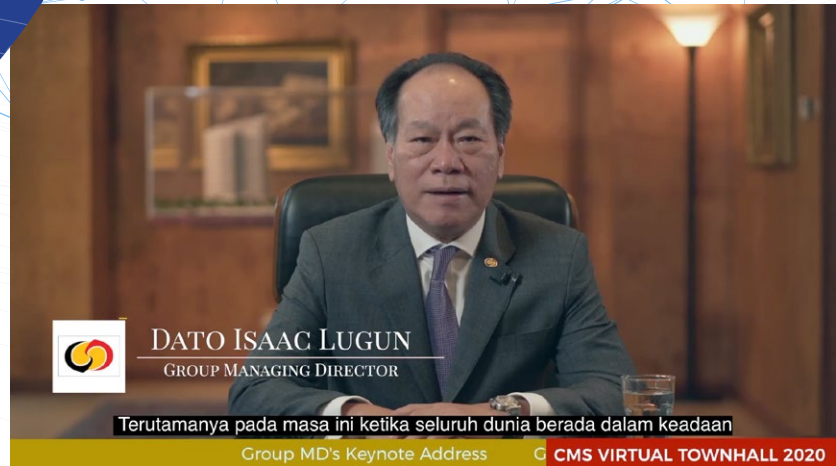 DATO ISAAC LUGUN
GROUP MANAGING DIRECTOR
Terutamanya pada masa ini ketika seluruh dunia berada dalam keadaan
Group MD's Keynote Address G
CMS VIRTUAL TOWNHALL 2020